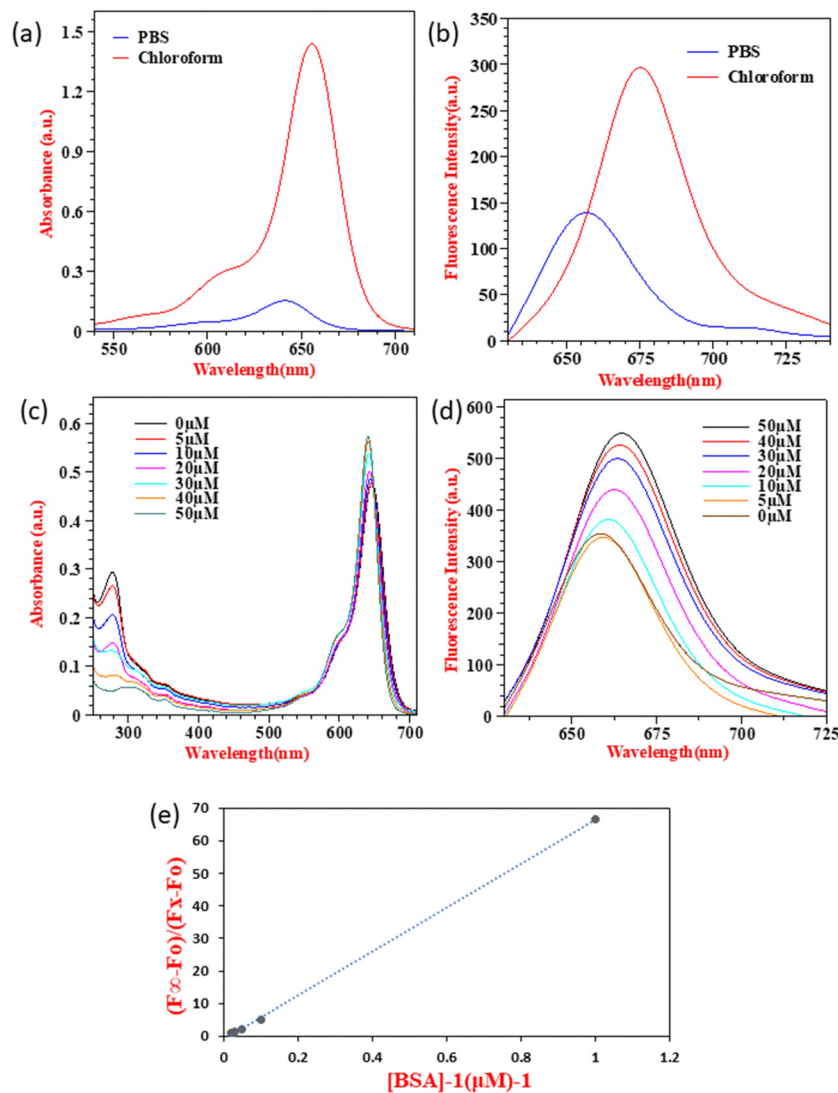 (a)
1.5
1.2
0.9
0.6
0.3
0
Absorbance (a.u.)
PBS
Chloroform
550 600 650 700
Wavelength(nm)
(b)
350
300
250
200
150
100
50
0
Fluorescence Intensity(a.u.)
PBS
Chloroform
650 675 700 725
Wavelength(nm)
(c)
0.6
0.5
0.4
0.3
0.2
0.1
0
Absorbance (a.u.)
0µM
5µM
10µM
20µM
30µM
40µM
50µM
300 400 500 600 700
Wavelength(nm)
(d)
600
500
400
300
200
100
0
Fluorescence Intensity (a.u.)
50µM
40µM
30µM
20µM
10µM
5µM
0µM
650 675 700 725
Wavelength(nm)
(e)
70
60
50
40
30
20
10
0
(F∞-Fo)/(Fx-Fo)
0 0.2 0.4 0.6 0.8 1 1.2
[BSA]-1(µM)-1